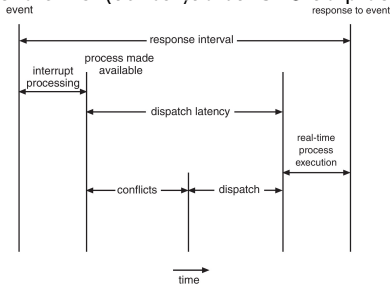 event
response to event
response interval
process made
available
interrupt
processing
dispatch latency
real-time
process
execution
conflicts
dispatch
time